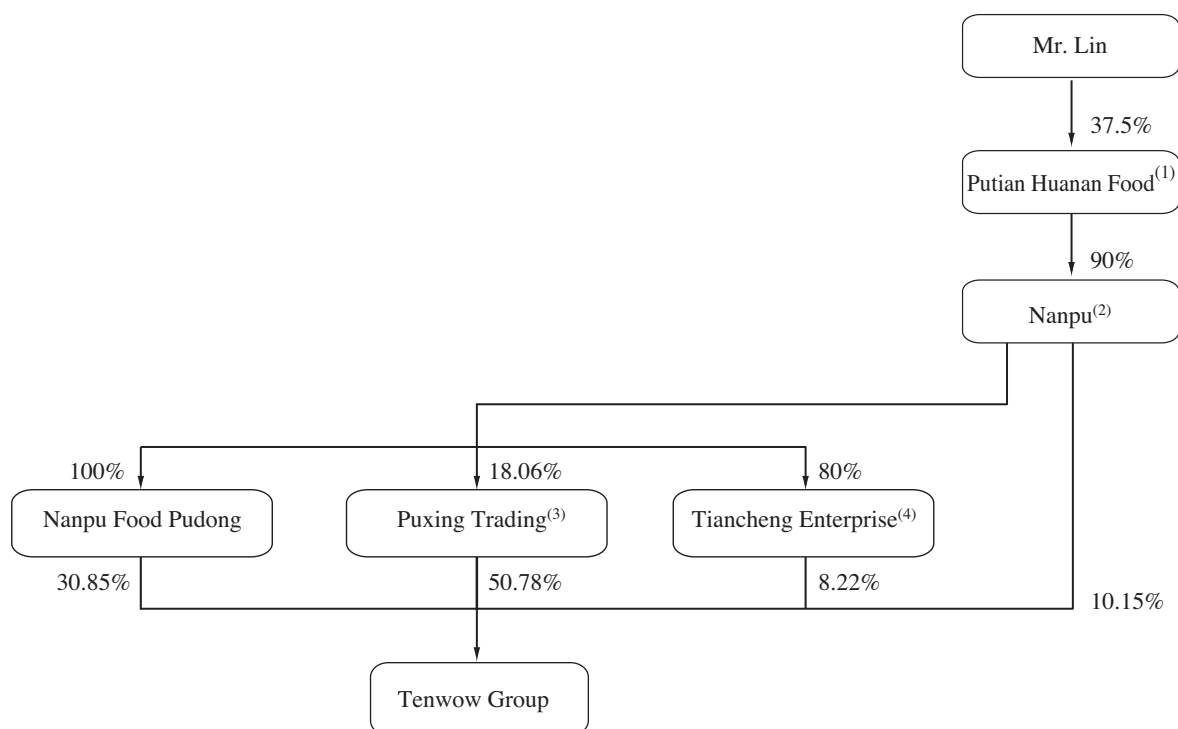 Mr. Lin
37.5%
Putian Huanan Food(1)
90%
Nanpu(2)
100%
18.06%
80%
Nanpu Food Pudong
Puxing Trading(3)
Tiancheng Enterprise(4)
30.85%
50.78%
8.22%
10.15%
Tenwow Group